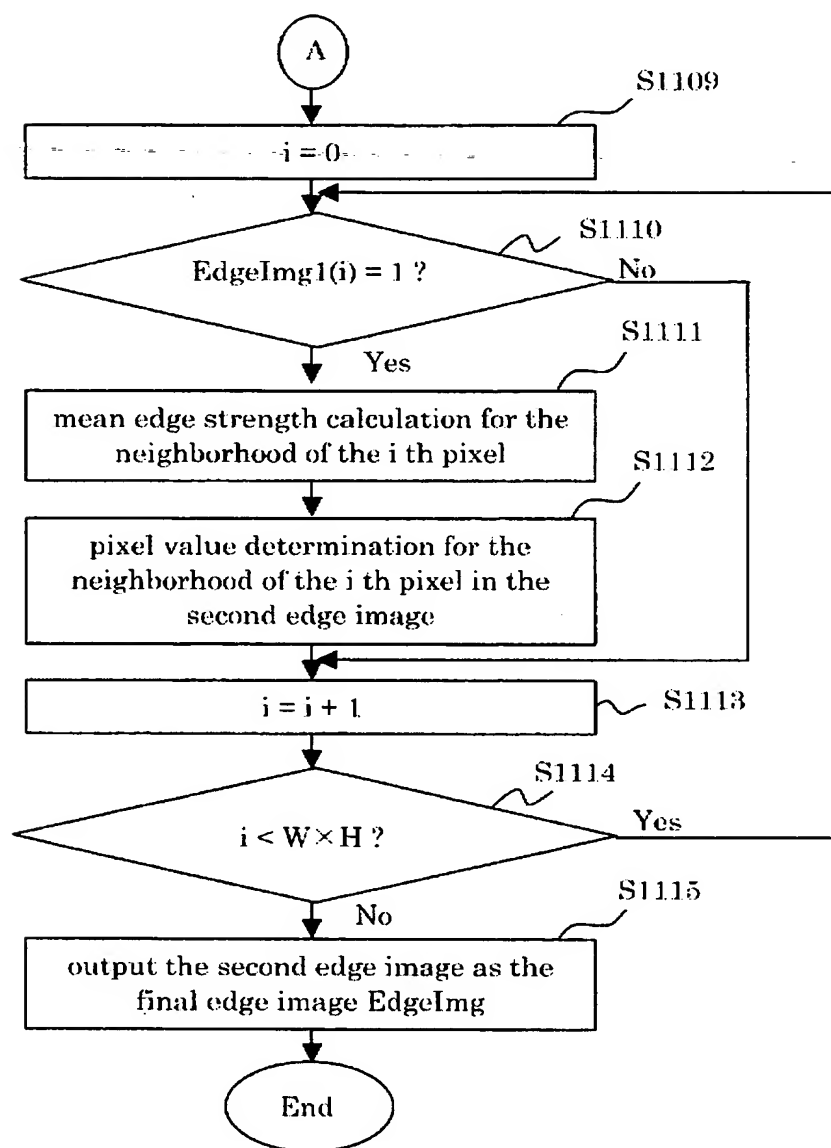 A
S1109
i = 0
S1110
EdgeImg1(i) = 1 ?
No
Yes
S1111
mean edge strength calculation for the
neighborhood of the i th pixel
S1112
pixel value determination for the
neighborhood of the i th pixel in the
second edge image
i = i + 1
S1113
S1114
i < W×H ?
Yes
No
S1115
output the second edge image as the
final edge image EdgeImg
End